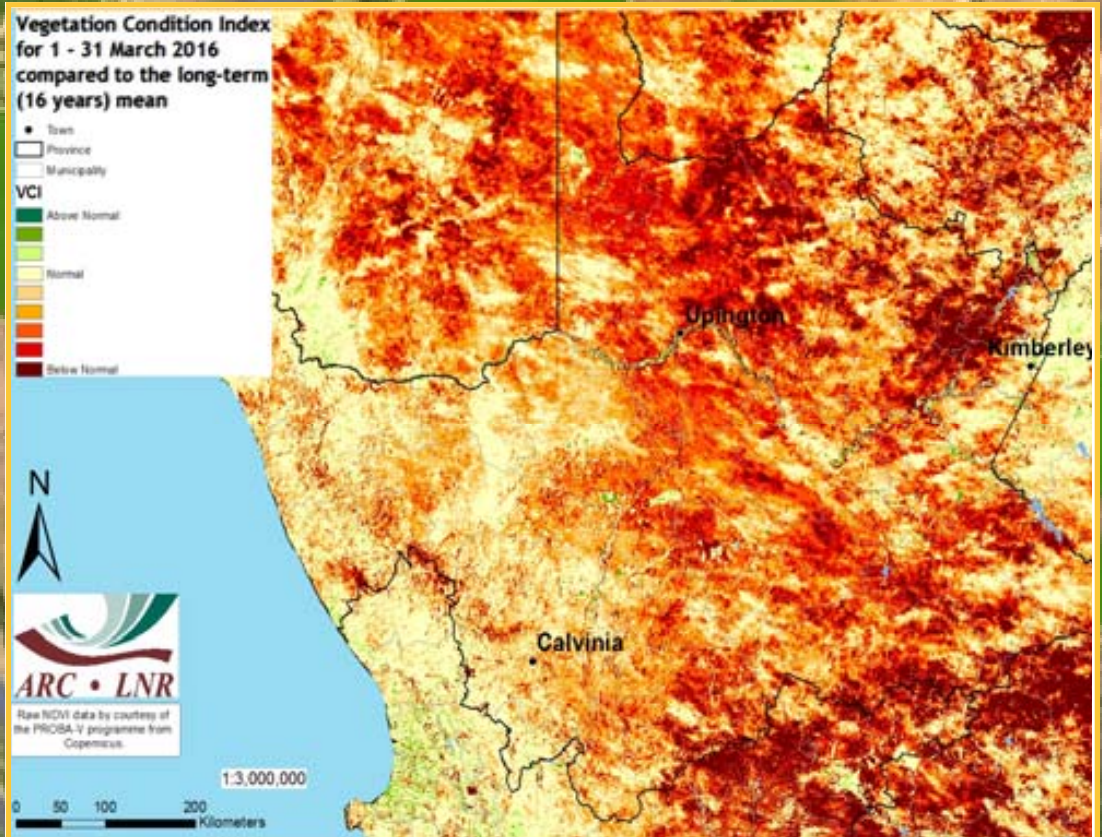 Vegetation Condition Index
for 1 - 31 March 2016
compared to the long-term
(16 years) mean
Town
Province
Municipality
VCI
Above Normal
Normal
Below Normal
Upington
Kimberley
N
Calvinia
ARC • LNR
Raw NDVI data by courtesy of
the PROBA-V programme from
Copernicus.
1:3,000,000
0 50 100 200
Kilometers